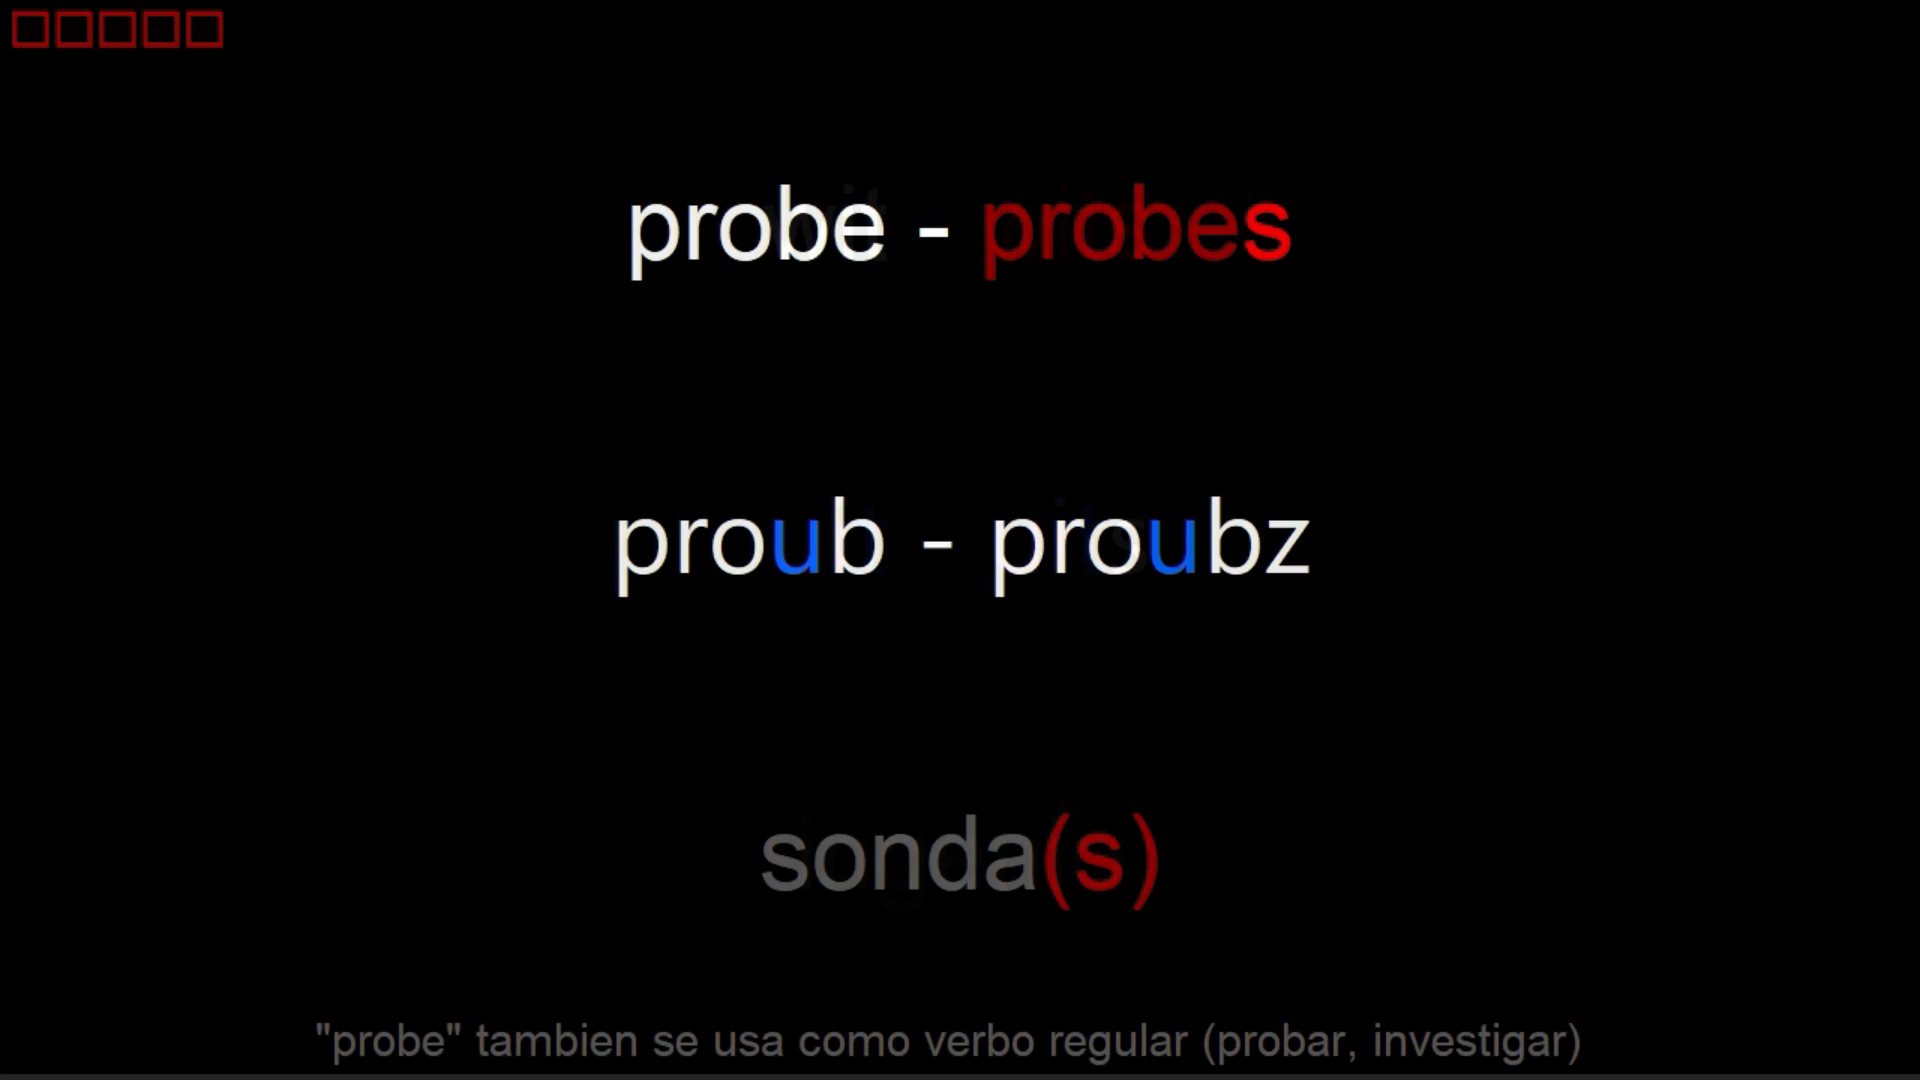 probe - probes
proub - proubz
sonda(s)
"probe" tambien se usa como verbo regular (probar, investigar)